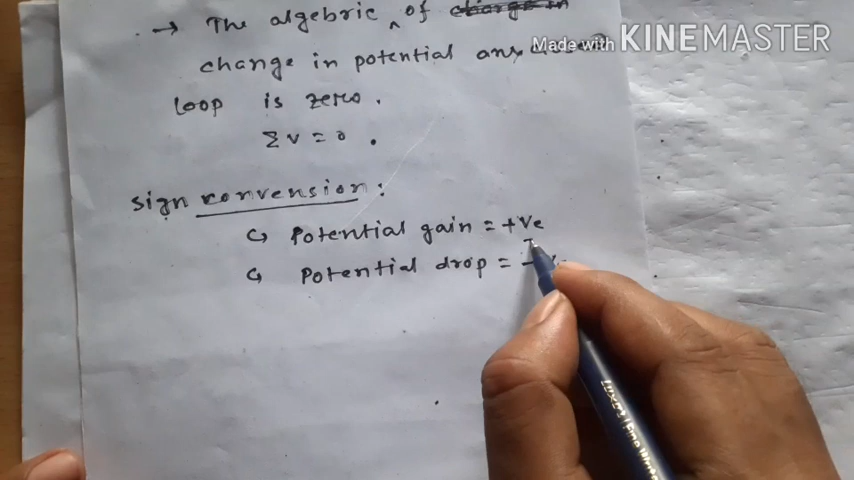 → The algebric ^ of
Made with KINEMASTER
change in potential
loop is zero.
Σv = 0.
Sign convension:
↪ Potential gain = +Ve
↪ Potential drop = -
Luxor